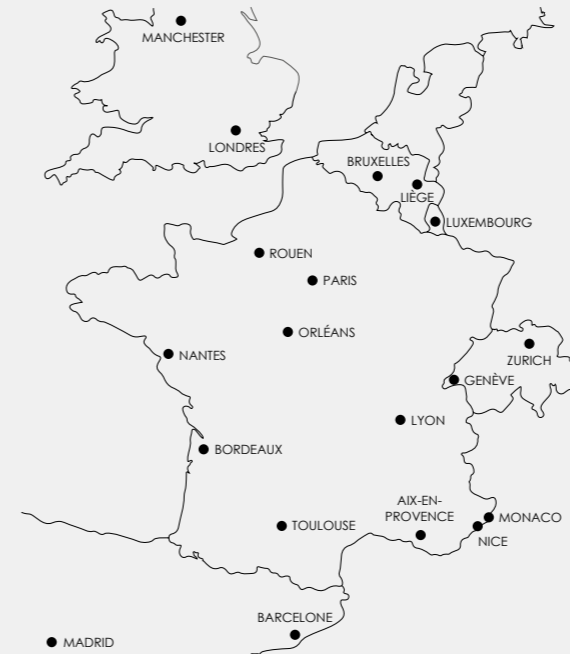 MANCHESTER
LONDRES
BRUXELLES
LIÈGE
LUXEMBOURG
ROUEN
PARIS
ORLÉANS
NANTES
ZURICH
GENÈVE
LYON
BORDEAUX
AIX-EN-
PROVENCE
MONACO
TOULOUSE
NICE
BARCELONE
MADRID